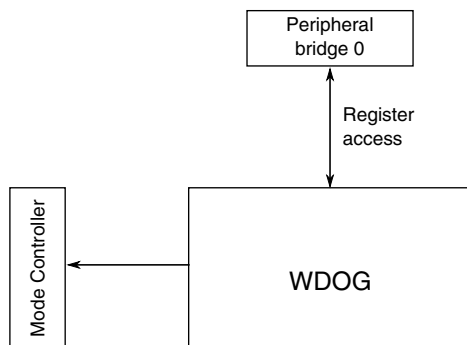 Peripheral
bridge 0
Register
access
Mode Controller
WDOG